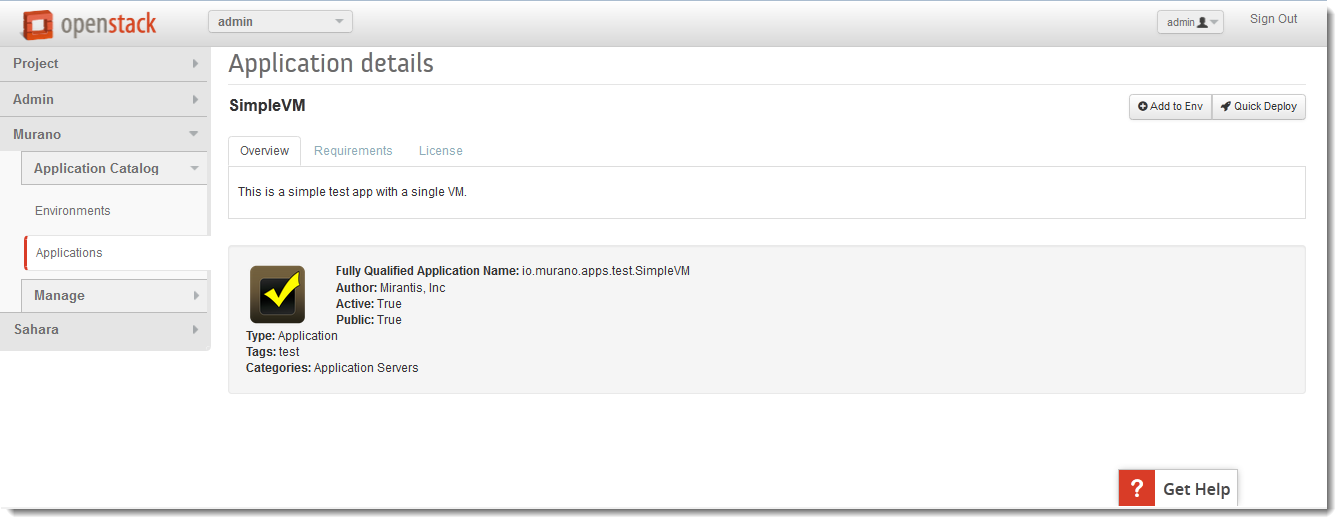 openstack
admin
admin
Sign Out
Project
Admin
Murano
Application Catalog
Environments
Applications
Manage
Sahara
Application details
SimpleVM
Add to Env
Quick Deploy
Overview
Requirements
License
This is a simple test app with a single VM.
Fully Qualified Application Name: io.murano.apps.test.SimpleVM
Author: Mirantis, Inc
Active: True
Public: True
Type: Application
Tags: test
Categories: Application Servers
? Get Help